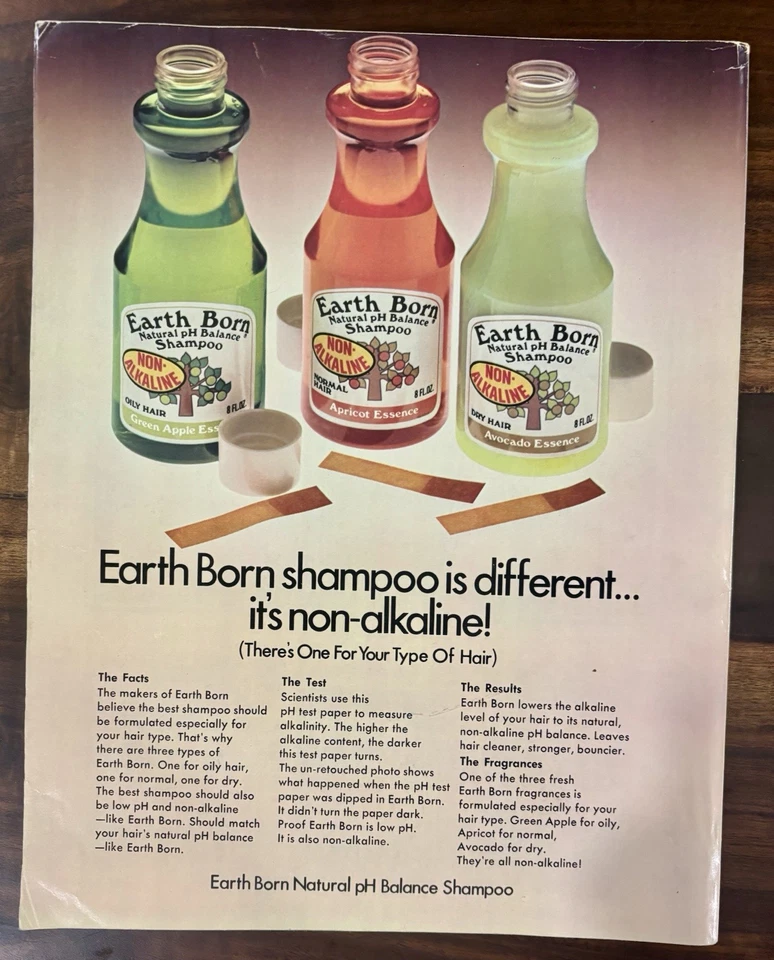 Earth Born
Natural pH Balance
Shampoo
NON-
ALKALINE
OILY HAIR
8 FL.OZ.
Green Apple Ess
Earth Born
Natural pH Balance
Shampoo
NON-
ALKALINE
NORMAL
HAIR
8 FL.OZ.
Apricot Essence
Earth Born
Natural pH Balance
Shampoo
NON-
ALKALINE
DRY HAIR
8 FL.OZ.
Avocado Essence
Earth Born shampoo is different...
it's non-alkaline!
(There's One For Your Type Of Hair)
The Facts
The makers of Earth Born
believe the best shampoo should
be formulated especially for
your hair type. That's why
there are three types of
Earth Born. One for oily hair,
one for normal, one for dry.
The best shampoo should also
be low pH and non-alkaline
—like Earth Born. Should match
your hair's natural pH balance
—like Earth Born.
The Test
Scientists use this
pH test paper to measure
alkalinity. The higher the
alkaline content, the darker
this test paper turns.
The un-retouched photo shows
what happened when the pH test
paper was dipped in Earth Born.
It didn't turn the paper dark.
Proof Earth Born is low pH.
It is also non-alkaline.
The Results
Earth Born lowers the alkaline
level of your hair to its natural,
non-alkaline pH balance. Leaves
hair cleaner, stronger, bouncier.
The Fragrances
One of the three fresh
Earth Born fragrances is
formulated especially for your
hair type. Green Apple for oily,
Apricot for normal,
Avocado for dry.
They're all non-alkaline!
Earth Born Natural pH Balance Shampoo